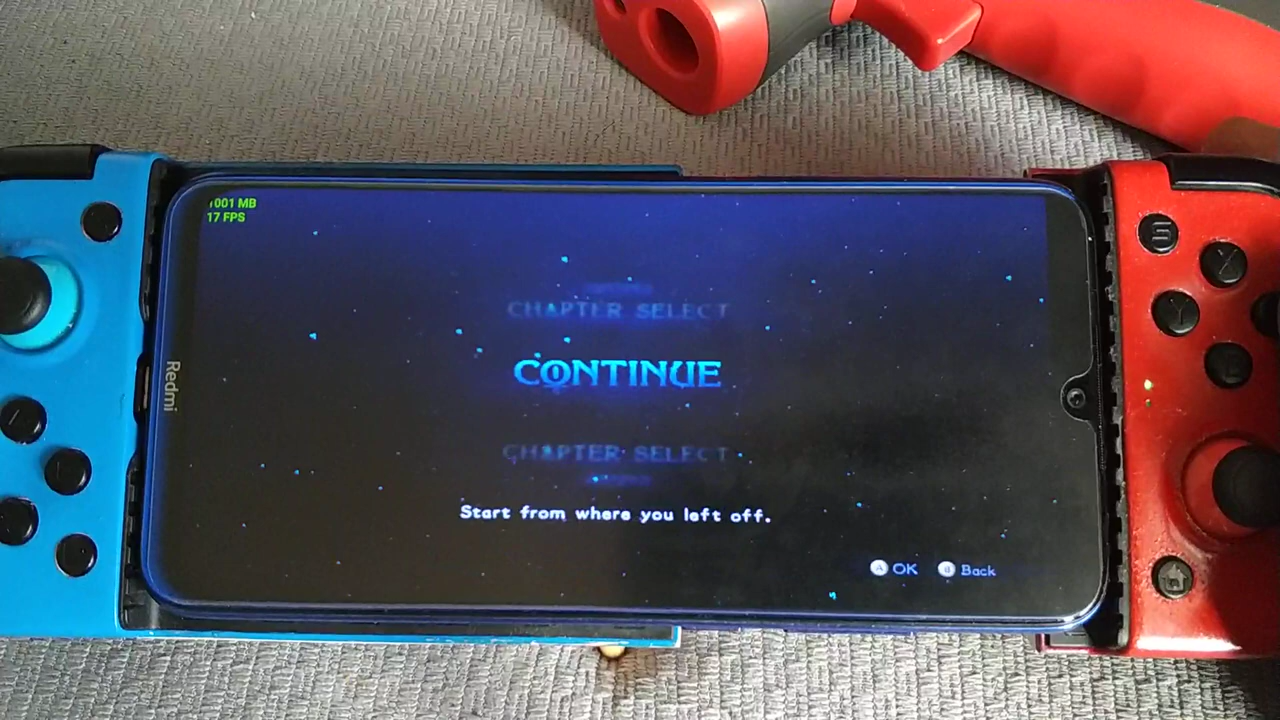 1001 MB
17 FPS
CHAPTER SELECT
CONTINUE
CHAPTER SELECT
Start from where you left off.
A OK B Back
Redmi
S
X
Y